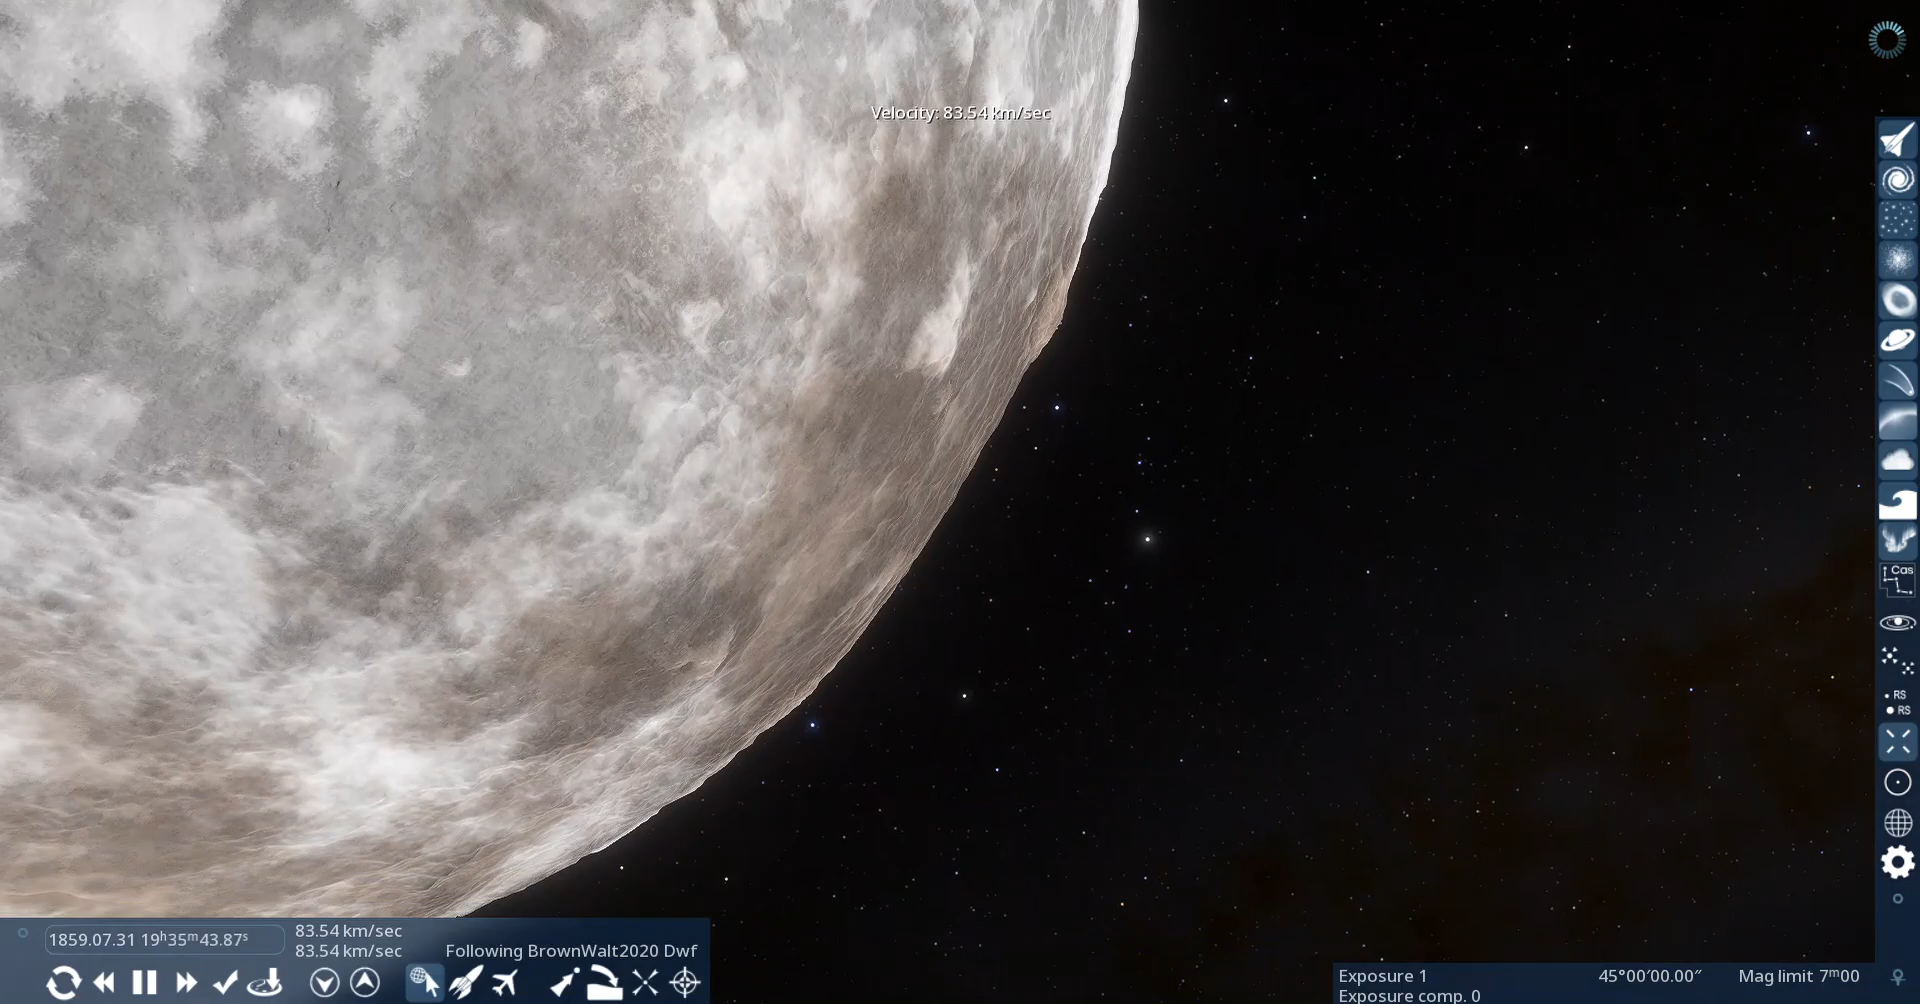 Velocity: 83.54 km/sec
Cas
RS
RS
83.54 km/sec
1859.07.31 19ʰ35ᵐ43.87ˢ
83.54 km/sec
Following BrownWalt2020 Dwf
Exposure 1
45°00′00.00″
Mag limit 7ᵐ00
Exposure comp. 0